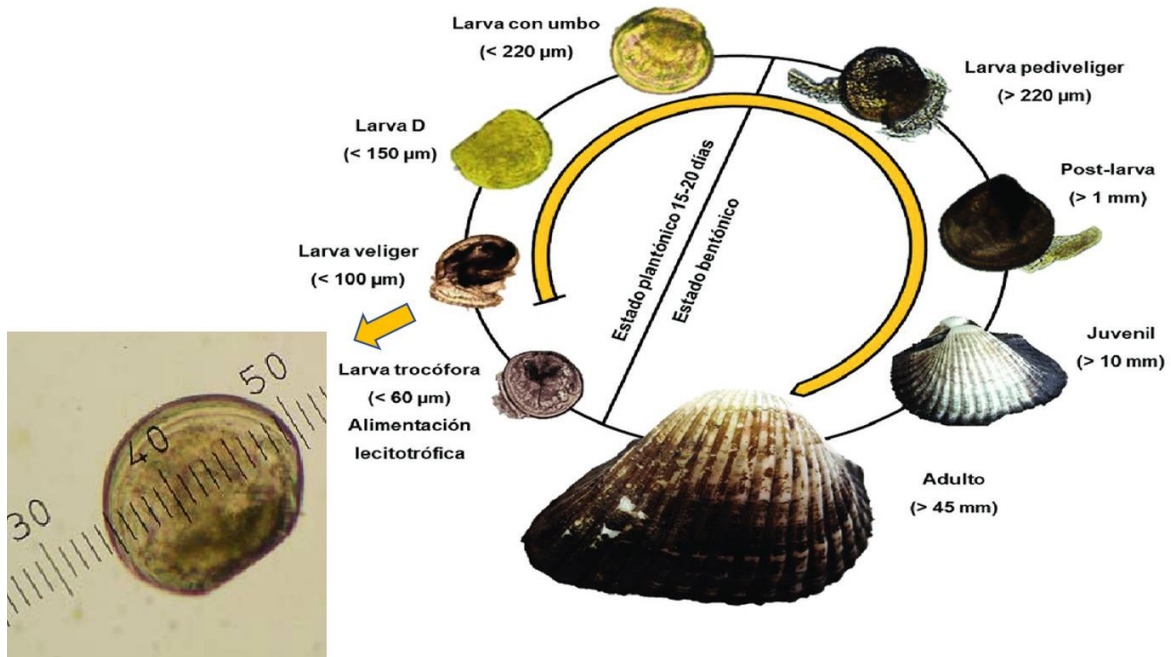 Larva con umbo
(< 220 µm)
Larva pediveliger
(> 220 µm)
Larva D
(< 150 µm)
Post-larva
(> 1 mm)
Larva veliger
(< 100 µm)
Estado plantónico 15-20 días
Estado bentónico
Juvenil
(> 10 mm)
Larva trocófora
(< 60 µm)
Alimentación
lecitotrófica
Adulto
(> 45 mm)
30
40
50